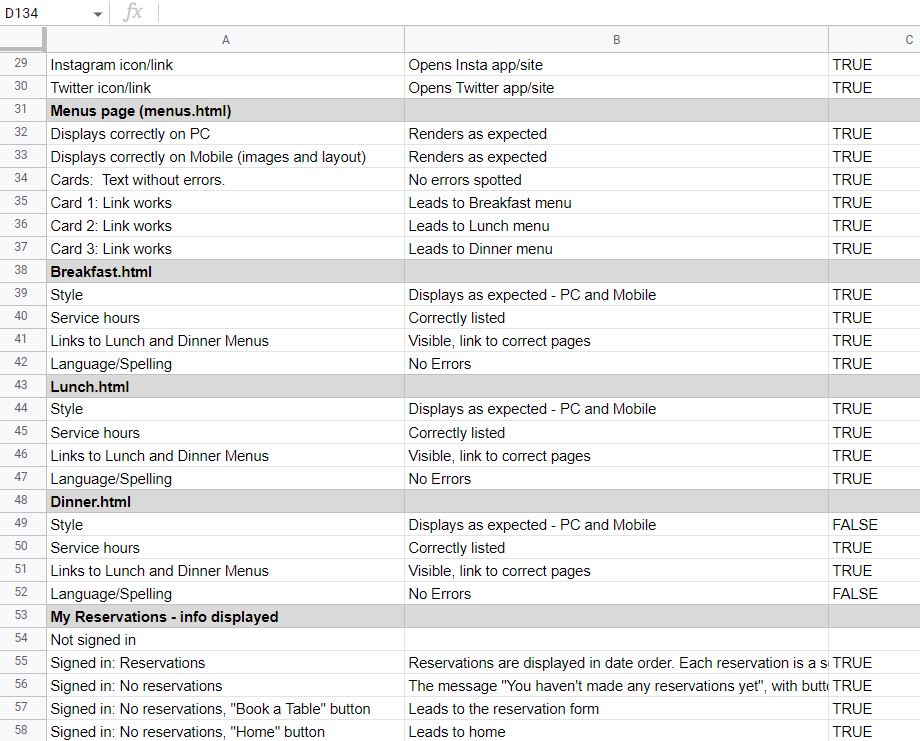 D134 fx
A B C
29 Instagram icon/link Opens Insta app/site TRUE
30 Twitter icon/link Opens Twitter app/site TRUE
31 Menus page (menus.html)
32 Displays correctly on PC Renders as expected TRUE
33 Displays correctly on Mobile (images and layout) Renders as expected TRUE
34 Cards:  Text without errors. No errors spotted TRUE
35 Card 1: Link works Leads to Breakfast menu TRUE
36 Card 2: Link works Leads to Lunch menu TRUE
37 Card 3: Link works Leads to Dinner menu TRUE
38 Breakfast.html
39 Style Displays as expected - PC and Mobile TRUE
40 Service hours Correctly listed TRUE
41 Links to Lunch and Dinner Menus Visible, link to correct pages TRUE
42 Language/Spelling No Errors TRUE
43 Lunch.html
44 Style Displays as expected - PC and Mobile TRUE
45 Service hours Correctly listed TRUE
46 Links to Lunch and Dinner Menus Visible, link to correct pages TRUE
47 Language/Spelling No Errors TRUE
48 Dinner.html
49 Style Displays as expected - PC and Mobile FALSE
50 Service hours Correctly listed TRUE
51 Links to Lunch and Dinner Menus Visible, link to correct pages TRUE
52 Language/Spelling No Errors FALSE
53 My Reservations - info displayed
54 Not signed in
55 Signed in: Reservations Reservations are displayed in date order. Each reservation is a TRUE
56 Signed in: No reservations The message "You haven't made any reservations yet", with TRUE
57 Signed in: No reservations, "Book a Table" button Leads to the reservation form TRUE
58 Signed in: No reservations, "Home" button Leads to home TRUE